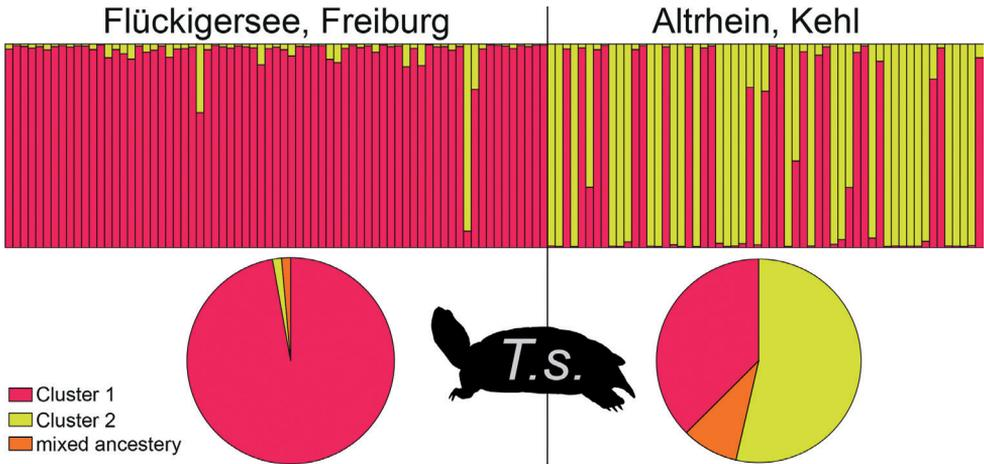 Flückigersee, Freiburg
Altrhein, Kehl
T.s.
Cluster 1
Cluster 2
mixed ancestery